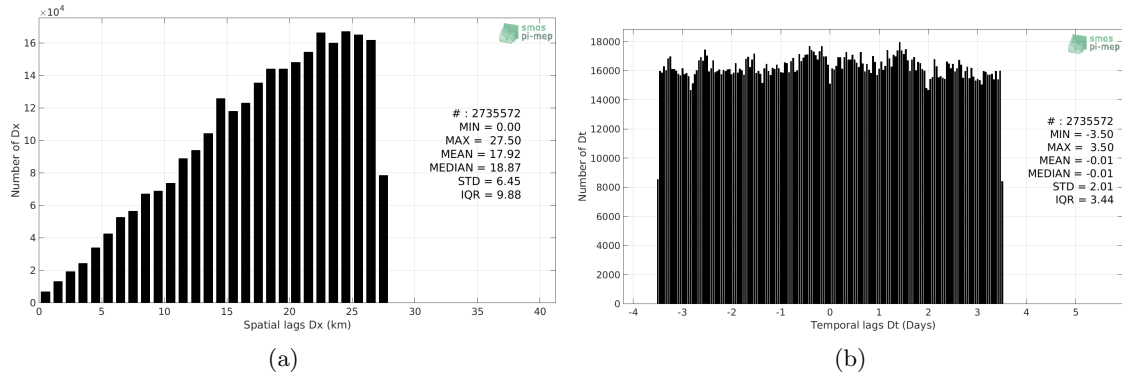 ×10⁴
16
14
12
10
8
6
4
2
0
Number of Dx
smos
pi-mep
# : 2735572
MIN = 0.00
MAX = 27.50
MEAN = 17.92
MEDIAN = 18.87
STD = 6.45
IQR = 9.88
0 5 10 15 20 25 30 35 40
Spatial lags Dx (km)
(a)
18000
16000
14000
12000
10000
8000
6000
4000
2000
0
Number of Dt
smos
pi-mep
# : 2735572
MIN = -3.50
MAX = 3.50
MEAN = -0.01
MEDIAN = -0.01
STD = 2.01
IQR = 3.44
-4 -3 -2 -1 0 1 2 3 4 5
Temporal lags Dt (Days)
(b)